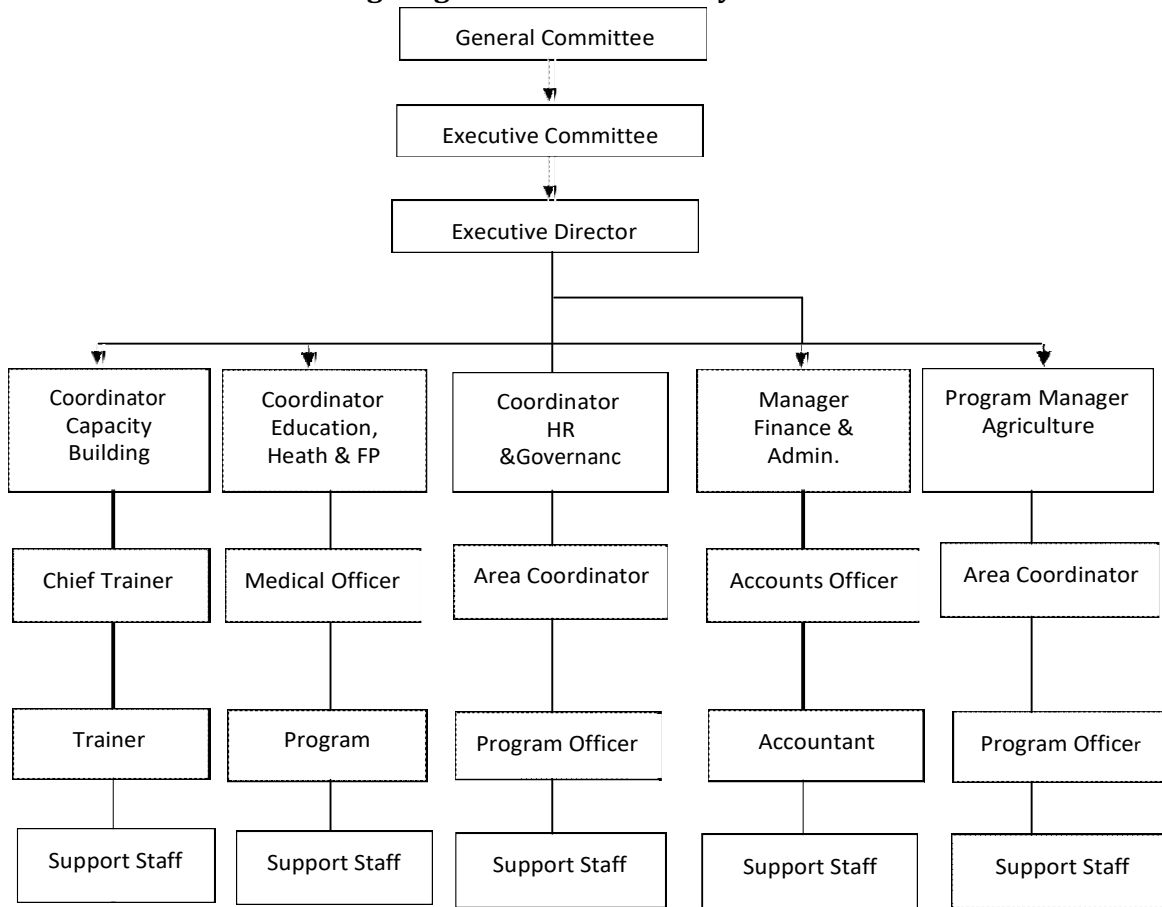 General Committee
Executive Committee
Executive Director
Coordinator
Capacity
Building
Coordinator
Education,
Heath & FP
Coordinator
HR
&Governanc
Manager
Finance &
Admin.
Program Manager
Agriculture
Chief Trainer
Medical Officer
Area Coordinator
Accounts Officer
Area Coordinator
Trainer
Program
Program Officer
Accountant
Program Officer
Support Staff
Support Staff
Support Staff
Support Staff
Support Staff